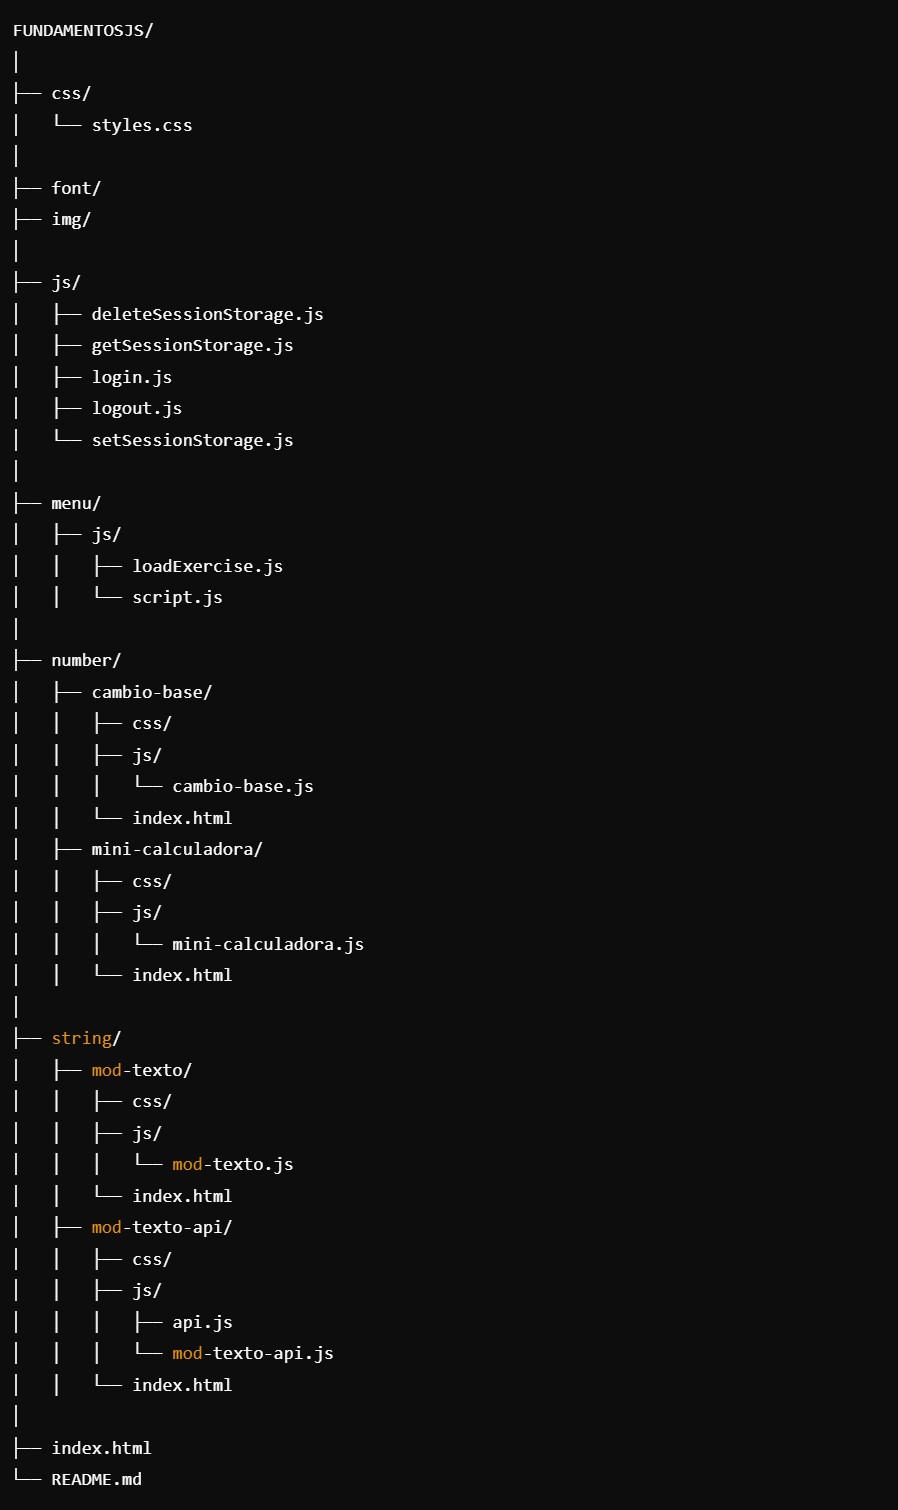 FUNDAMENTOSJS/
│
├── css/
│   └── styles.css
│
├── font/
├── img/
│
├── js/
│   ├── deleteSessionStorage.js
│   ├── getSessionStorage.js
│   ├── login.js
│   ├── logout.js
│   └── setSessionStorage.js
│
├── menu/
│   ├── js/
│   │   ├── loadExercise.js
│   │   └── script.js
│
├── number/
│   ├── cambio-base/
│   │   ├── css/
│   │   ├── js/
│   │   │   └── cambio-base.js
│   │   └── index.html
│   ├── mini-calculadora/
│   │   ├── css/
│   │   ├── js/
│   │   │   └── mini-calculadora.js
│   │   └── index.html
│
├── string/
│   ├── mod-texto/
│   │   ├── css/
│   │   ├── js/
│   │   │   └── mod-texto.js
│   │   └── index.html
│   ├── mod-texto-api/
│   │   ├── css/
│   │   ├── js/
│   │   │   ├── api.js
│   │   │   └── mod-texto-api.js
│   │   └── index.html
│
├── index.html
└── README.md